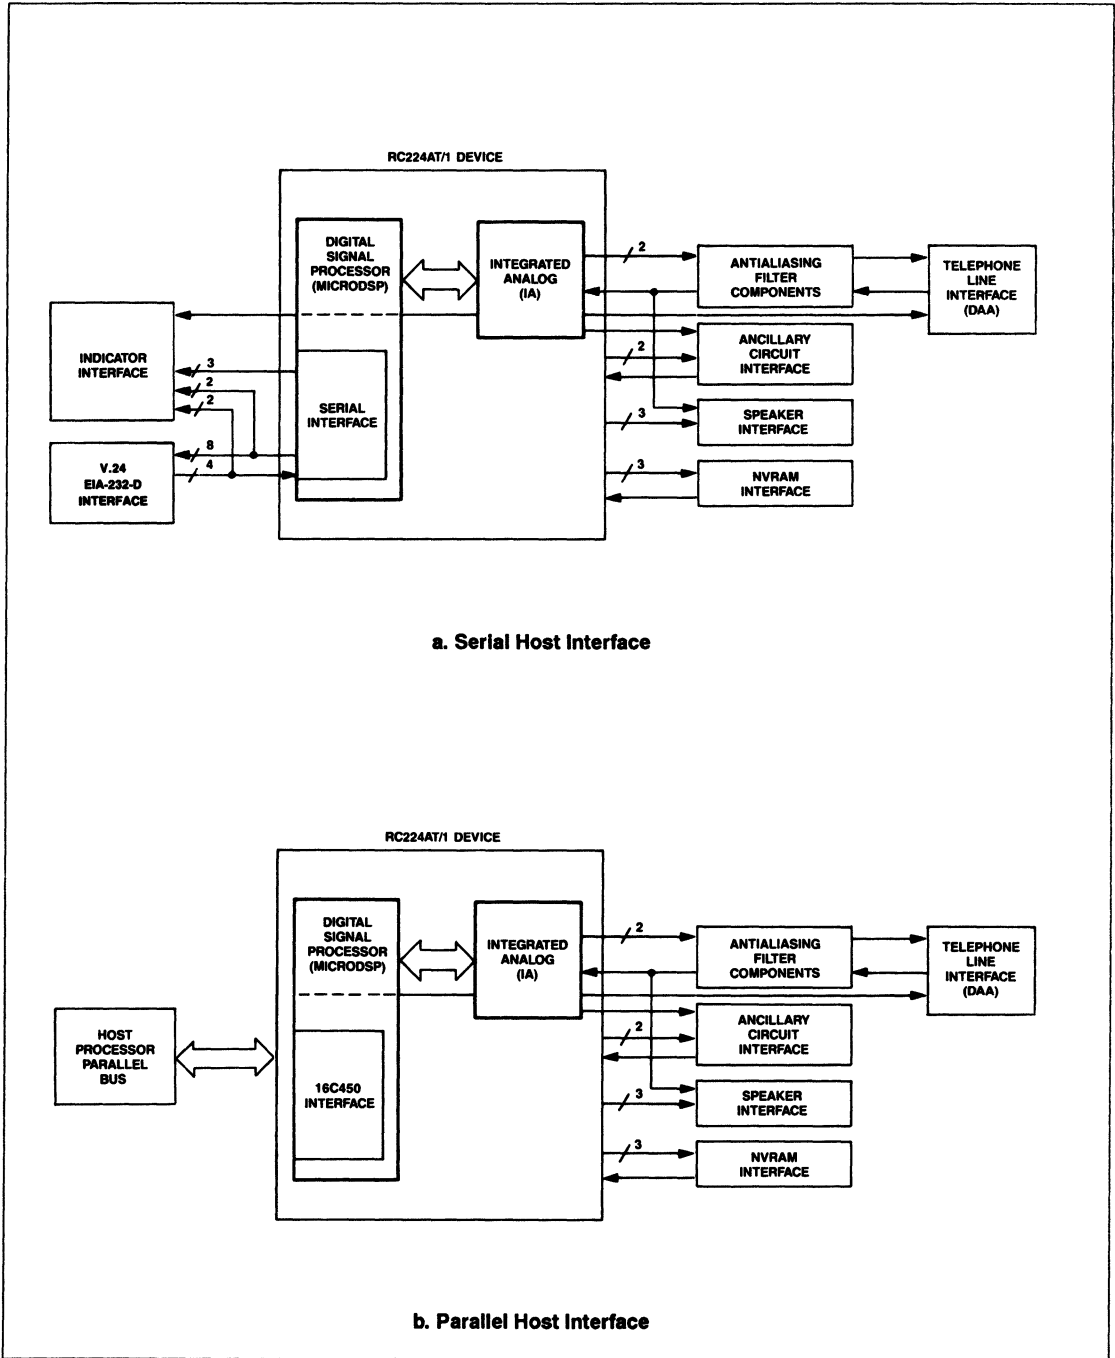 RC224AT/1 DEVICE
DIGITAL
SIGNAL
PROCESSOR
(MICRODSP)
INTEGRATED
ANALOG
(IA)
2
ANTIALIASING
FILTER
COMPONENTS
TELEPHONE
LINE
INTERFACE
(DAA)
INDICATOR
INTERFACE
3
2
2
SERIAL
INTERFACE
2
ANCILLARY
CIRCUIT
INTERFACE
3
SPEAKER
INTERFACE
V.24
EIA-232-D
INTERFACE
8
4
3
NVRAM
INTERFACE
a. Serial Host Interface
RC224AT/1 DEVICE
DIGITAL
SIGNAL
PROCESSOR
(MICRODSP)
INTEGRATED
ANALOG
(IA)
2
ANTIALIASING
FILTER
COMPONENTS
TELEPHONE
LINE
INTERFACE
(DAA)
HOST
PROCESSOR
PARALLEL
BUS
16C450
INTERFACE
2
ANCILLARY
CIRCUIT
INTERFACE
3
SPEAKER
INTERFACE
3
NVRAM
INTERFACE
b. Parallel Host Interface